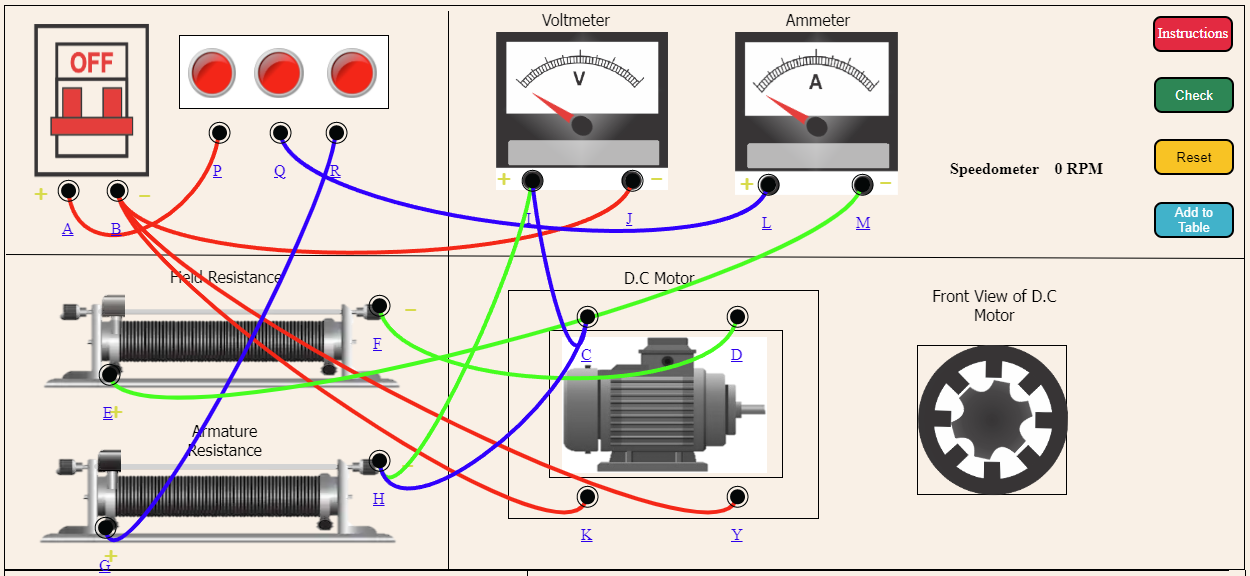 Voltmeter
Ammeter
OFF
V
A
Instructions
Check
Reset
Add to
Table
P
Q
R
+
−
A
B
+
−
I
J
+
−
L
M
Speedometer 0 RPM
Field Resistance
−
F
E
+
D.C Motor
C
D
K
Y
Front View of D.C
Motor
Armature
Resistance
−
H
+
G